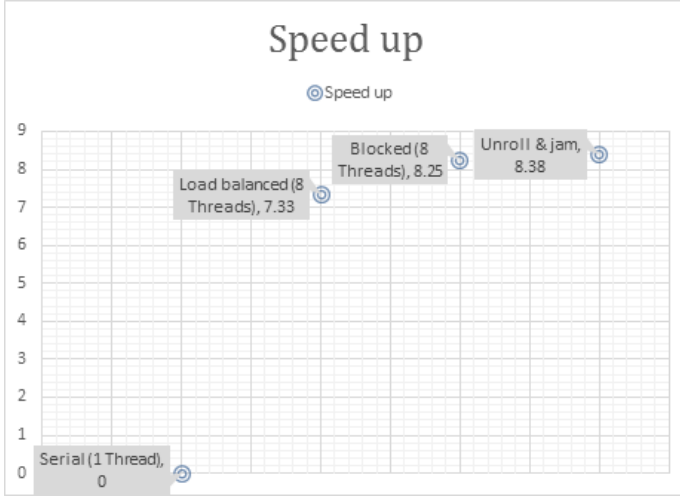 Speed up
Speed up
9
8
7
6
5
4
3
2
1
0
Unroll & jam,
8.38
Blocked (8
Threads), 8.25
Load balanced (8
Threads), 7.33
Serial (1 Thread),
0